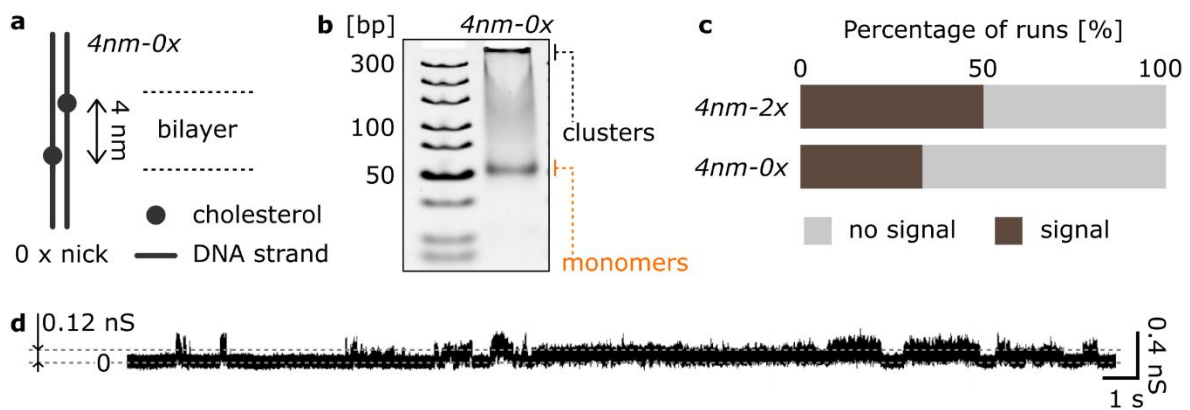 a
4nm-0x
4 nm
bilayer
cholesterol
0 x nick
DNA strand
b
[bp]
4nm-0x
300
100
50
clusters
monomers
c
Percentage of runs [%]
0 50 100
4nm-2x
4nm-0x
no signal
signal
d
0.12 nS
0
0.4 nS
1 s